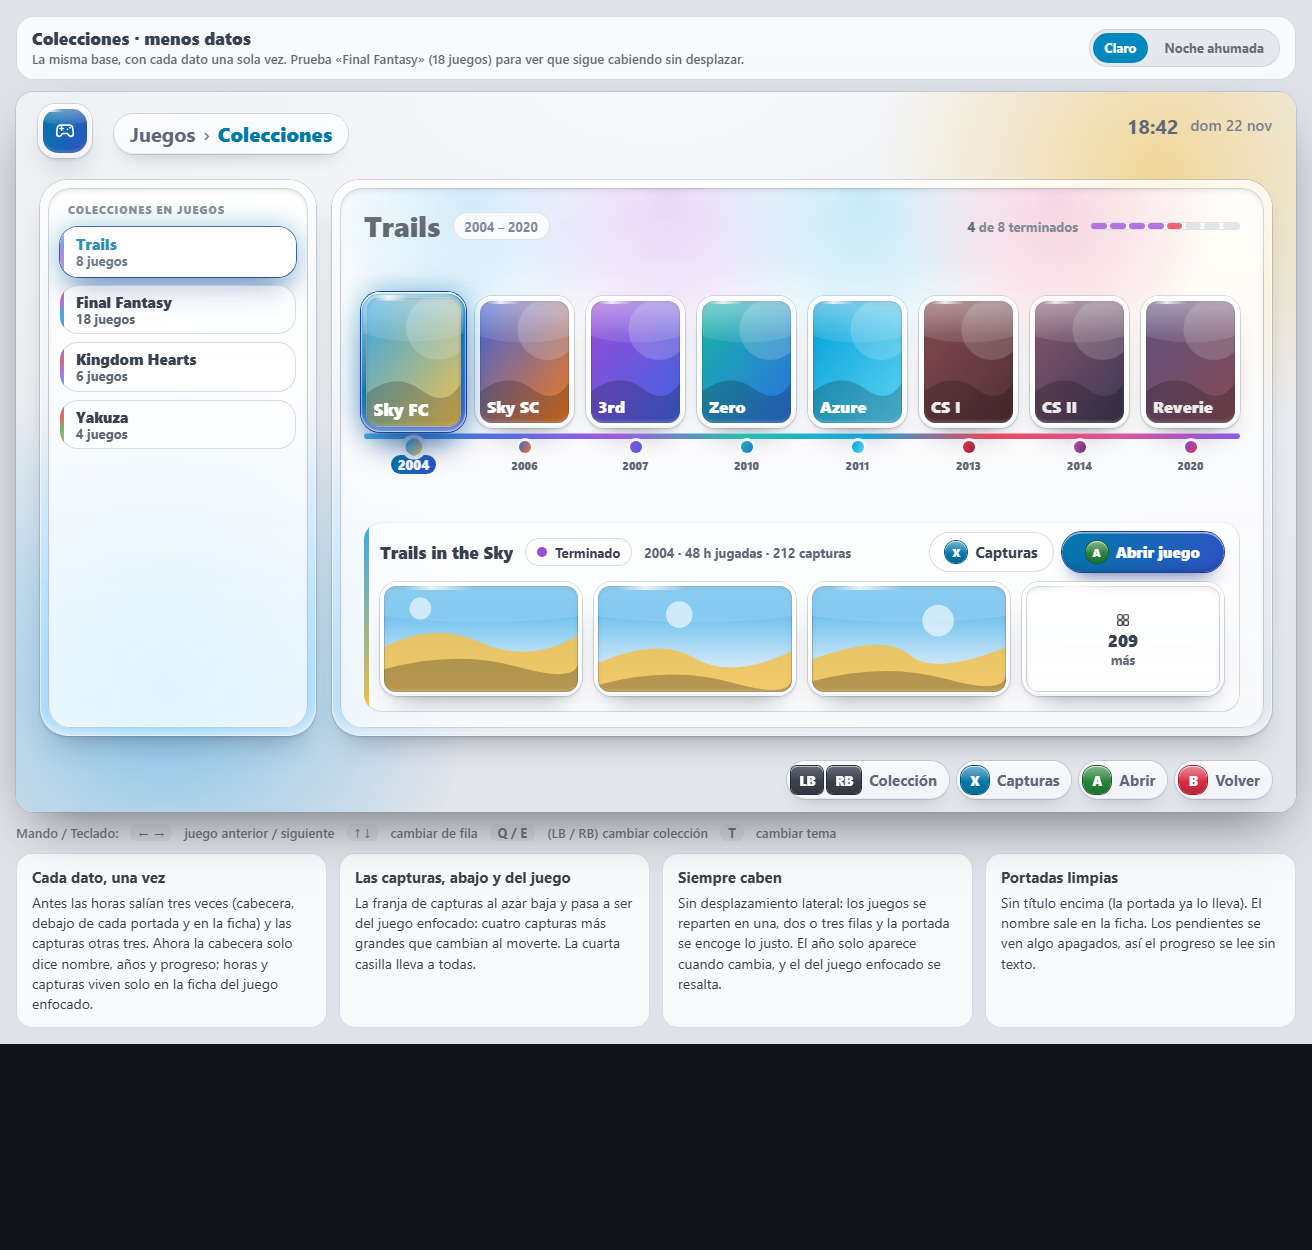 Colecciones · menos datos
La misma base, con cada dato una sola vez. Prueba «Final Fantasy» (18 juegos) para ver que sigue cabiendo sin desplazar.
Claro
Noche ahumada
Juegos › Colecciones
18:42 dom 22 nov
COLECCIONES EN JUEGOS
Trails
8 juegos
Final Fantasy
18 juegos
Kingdom Hearts
6 juegos
Yakuza
4 juegos
Trails
2004 – 2020
4 de 8 terminados
Sky FC
Sky SC
3rd
Zero
Azure
CS I
CS II
Reverie
2004
2006
2007
2010
2011
2013
2014
2020
Trails in the Sky
Terminado
2004 · 48 h jugadas · 212 capturas
X Capturas
A Abrir juego
209
más
LB RB Colección
X Capturas
A Abrir
B Volver
Mando / Teclado: ← → juego anterior / siguiente ↑ ↓ cambiar de fila Q / E (LB / RB) cambiar colección T cambiar tema
Cada dato, una vez
Antes las horas salían tres veces (cabecera,
debajo de cada portada y en la ficha) y las
capturas otras tres. Ahora la cabecera solo
dice nombre, años y progreso; horas y
capturas viven solo en la ficha del juego
enfocado.
Las capturas, abajo y del juego
La franja de capturas al azar baja y pasa a ser
del juego enfocado: cuatro capturas más
grandes que cambian al moverte. La cuarta
casilla lleva a todas.
Siempre caben
Sin desplazamiento lateral: los juegos se
reparten en una, dos o tres filas y la portada
se encoge lo justo. El año solo aparece
cuando cambia, y el del juego enfocado se
resalta.
Portadas limpias
Sin título encima (la portada ya lo lleva). El
nombre sale en la ficha. Los pendientes se
ven algo apagados, así el progreso se lee sin
texto.